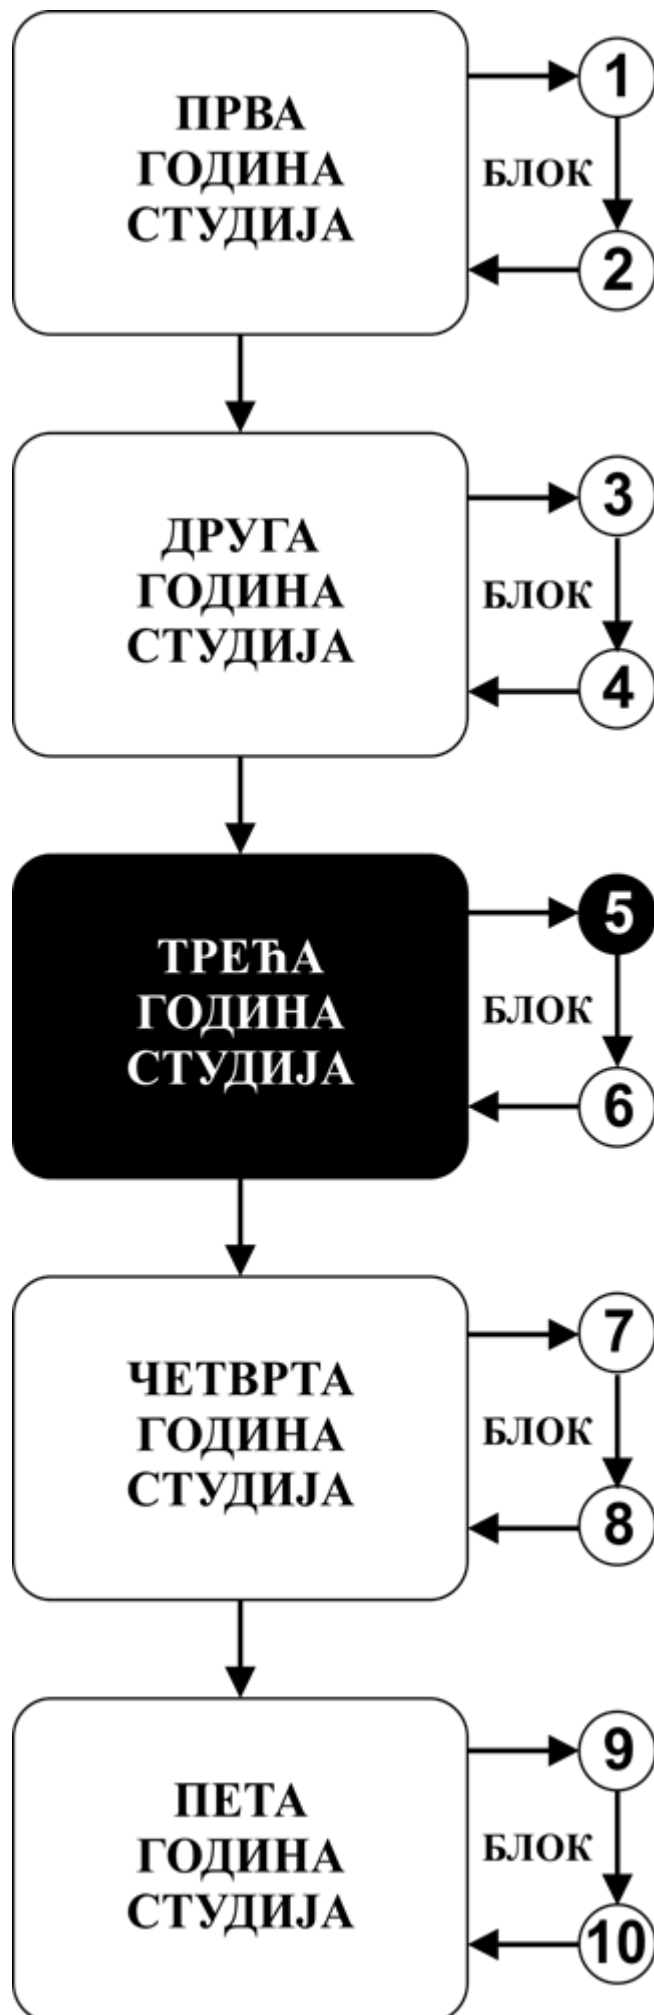 ПРВА
ГОДИНА
СТУДИЈА
1
БЛОК
2
ДРУГА
ГОДИНА
СТУДИЈА
3
БЛОК
4
ТРЕЋА
ГОДИНА
СТУДИЈА
5
БЛОК
6
ЧЕТВРТА
ГОДИНА
СТУДИЈА
7
БЛОК
8
ПЕТА
ГОДИНА
СТУДИЈА
9
БЛОК
10